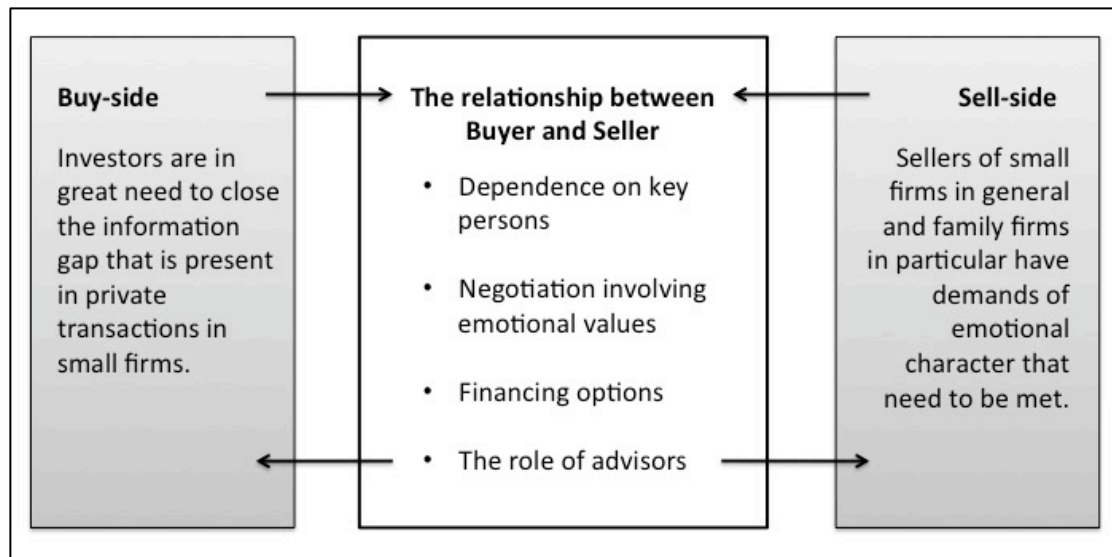 Buy-side
Investors are in
great need to close
the information
gap that is present
in private
transactions in
small firms.
The relationship between
Buyer and Seller
• Dependence on key
persons
• Negotiation involving
emotional values
• Financing options
• The role of advisors
Sell-side
Sellers of small
firms in general
and family firms
in particular have
demands of
emotional
character that
need to be met.